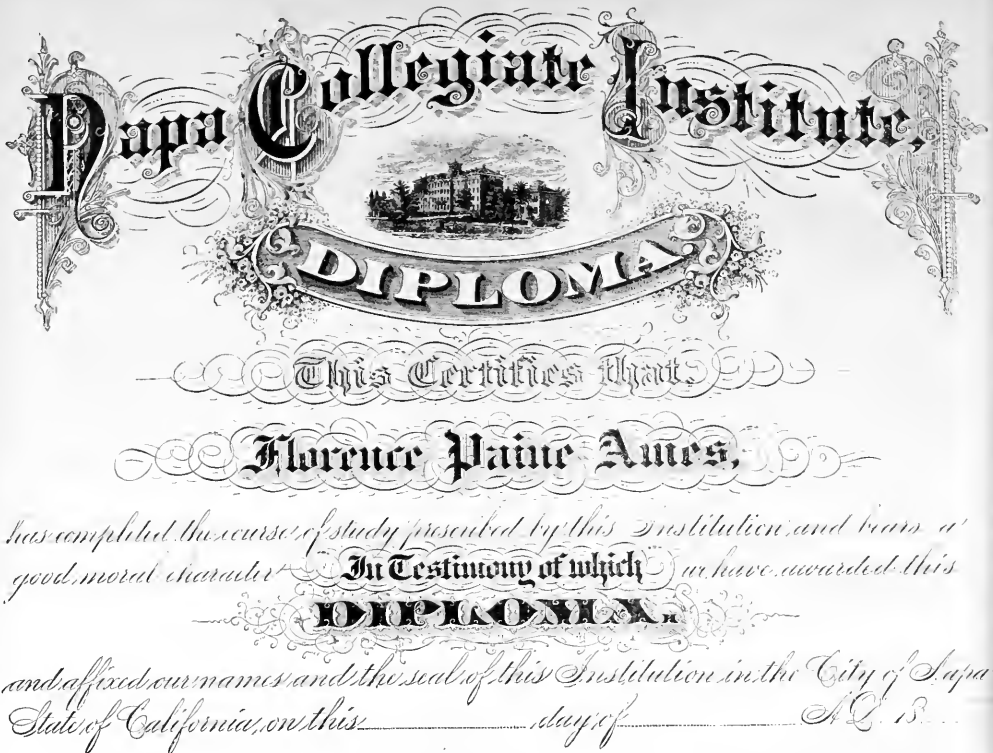 Napa Collegiate Institute,
DIPLOMA.
This Certifies that.
Florence Paine Ames,
has completed the course of study prescribed by this Institution and bears a
good moral character In Testimony of which we have awarded this
DIPLOMA.
and affixed our names and the seal of this Institution in the City of Napa
State of California, on this day of A.D. 18